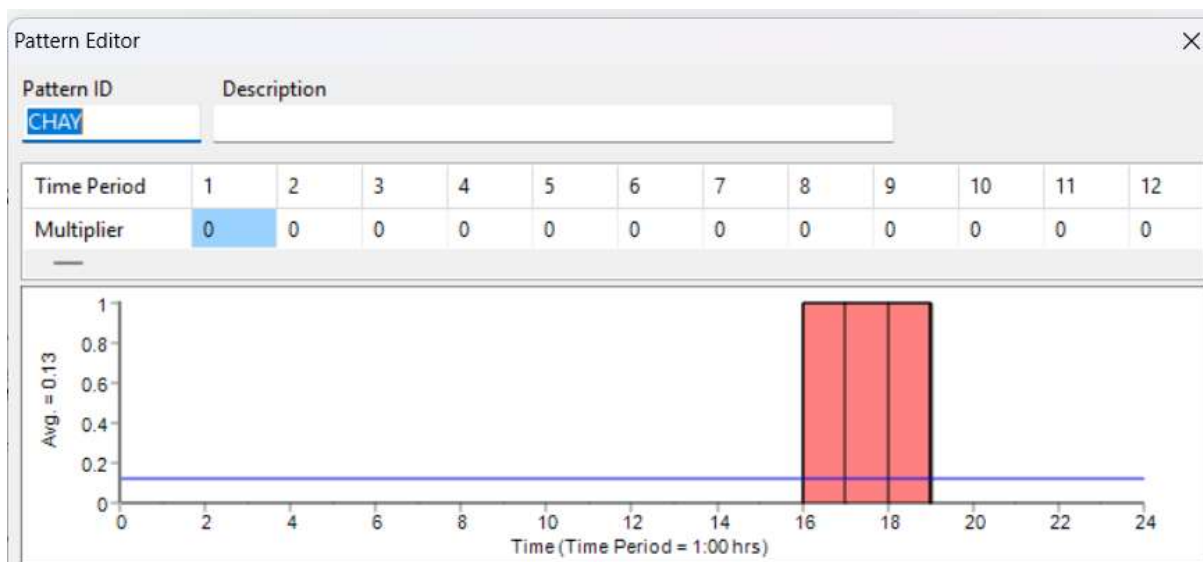 Pattern Editor
Pattern ID Description
CHAY
Time Period 1 2 3 4 5 6 7 8 9 10 11 12
Multiplier 0 0 0 0 0 0 0 0 0 0 0 0
Avg. = 0.13
1
0.8
0.6
0.4
0.2
0
0 2 4 6 8 10 12 14 16 18 20 22 24
Time (Time Period = 1:00 hrs)